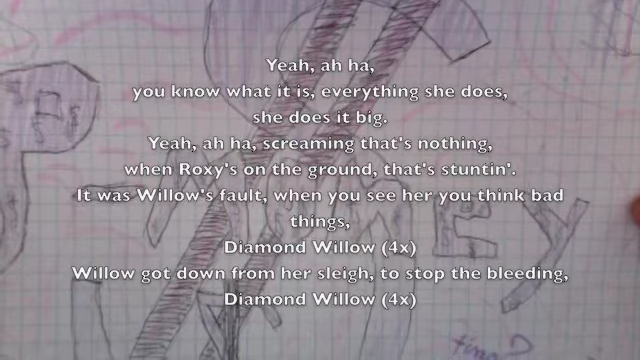 Yeah, ah ha,
you know what it is, everything she does,
she does it big.
Yeah, ah ha, screaming that's nothing,
when Roxy's on the ground, that's stuntin'.
It was Willow's fault, when you see her you think bad
things,
Diamond Willow (4x)
Willow got down from her sleigh, to stop the bleeding,
Diamond Willow (4x)